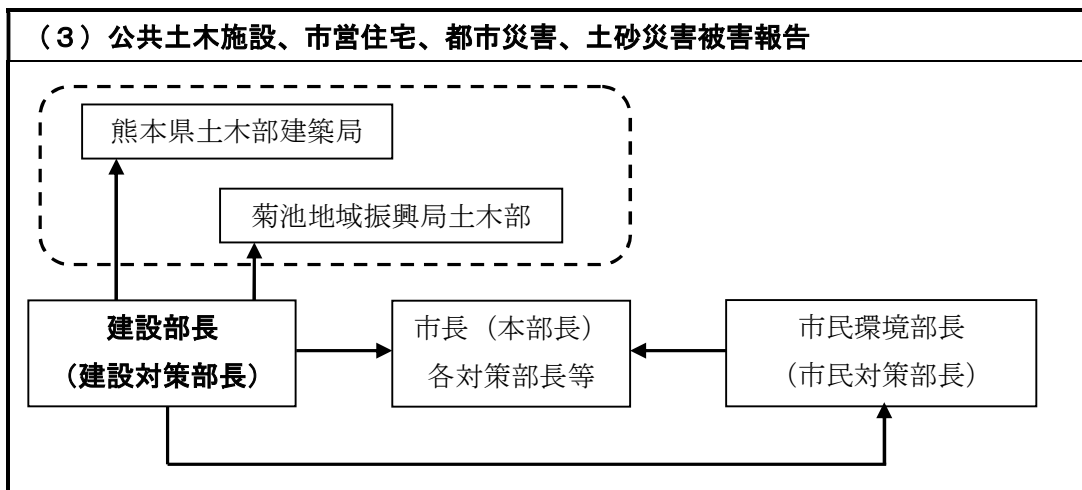 （３）公共土木施設、市営住宅、都市災害、土砂災害被害報告
熊本県土木部建築局
菊池地域振興局土木部
建設部長
（建設対策部長）
市長（本部長）
各対策部長等
市民環境部長
（市民対策部長）